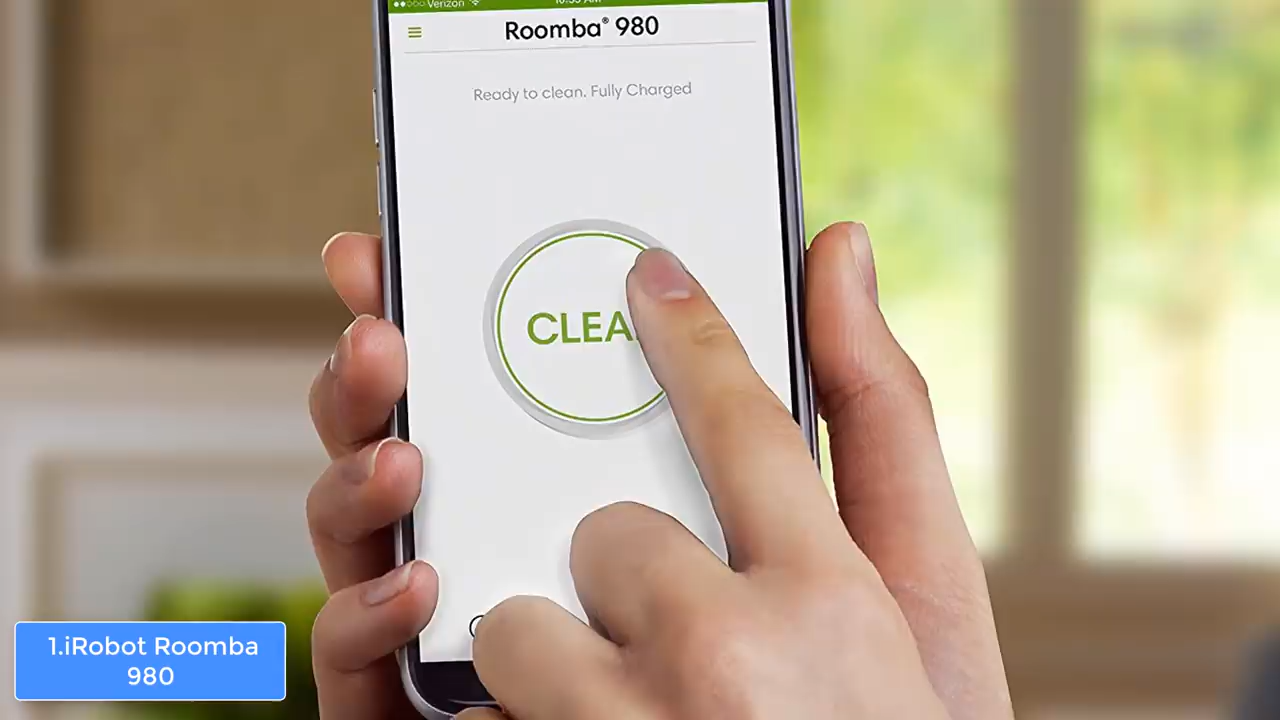 Verizon
Roomba® 980
Ready to clean. Fully Charged
CLEA
1.iRobot Roomba
980